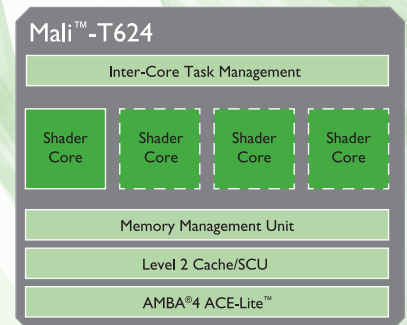 Mali™-T624
Inter-Core Task Management
Shader Core
Shader Core
Shader Core
Shader Core
Memory Management Unit
Level 2 Cache/SCU
AMBA®4 ACE-Lite™